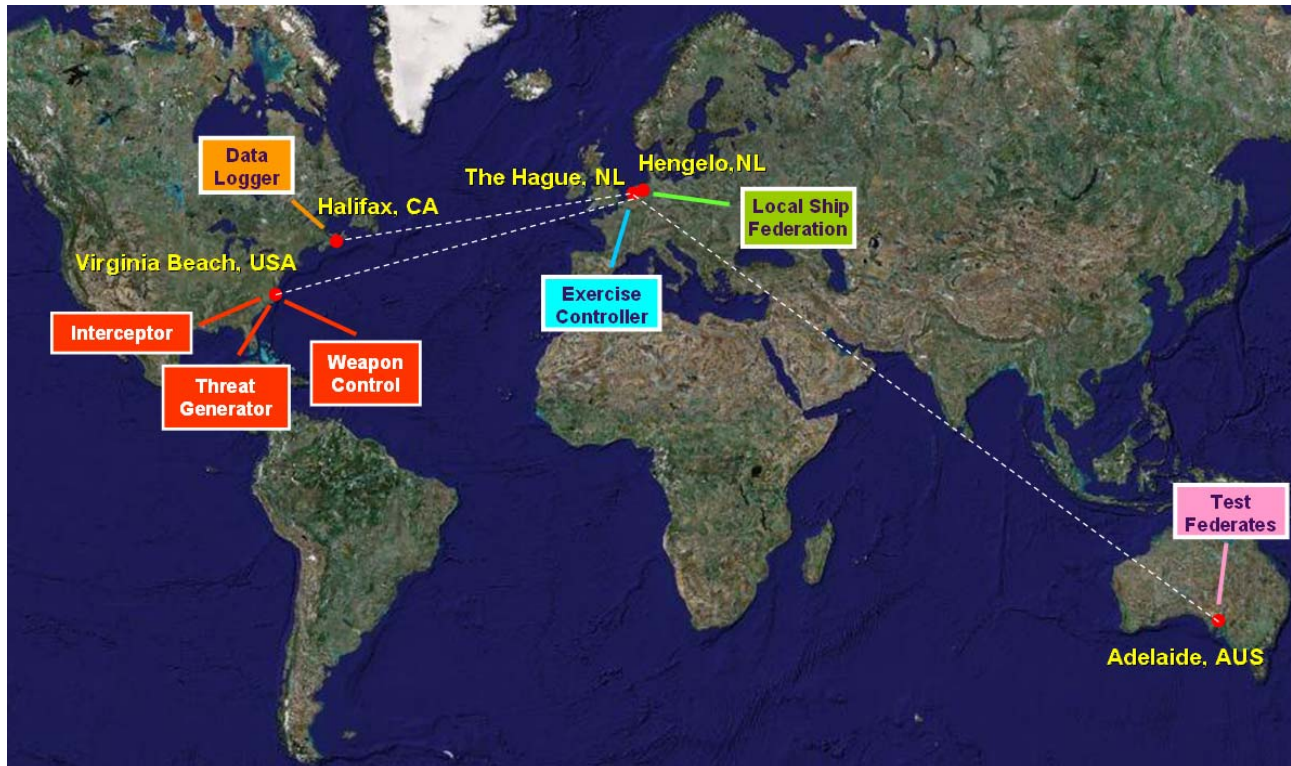 Data
Logger
Halifax, CA
Virginia Beach, USA
Interceptor
Threat
Generator
Weapon
Control
The Hague, NL
Hengelo,NL
Local Ship
Federation
Exercise
Controller
Test
Federates
Adelaide, AUS